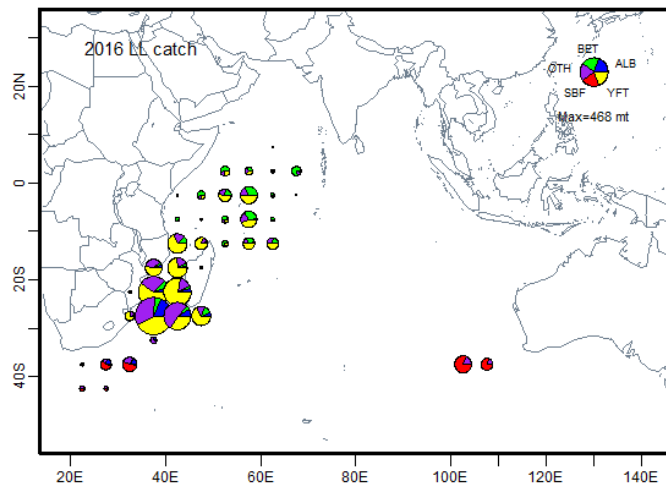 2016 LL catch
BET
OTH
ALB
SBF
YFT
Max=468 mt
20N
0
20S
40S
20E
40E
60E
80E
100E
120E
140E